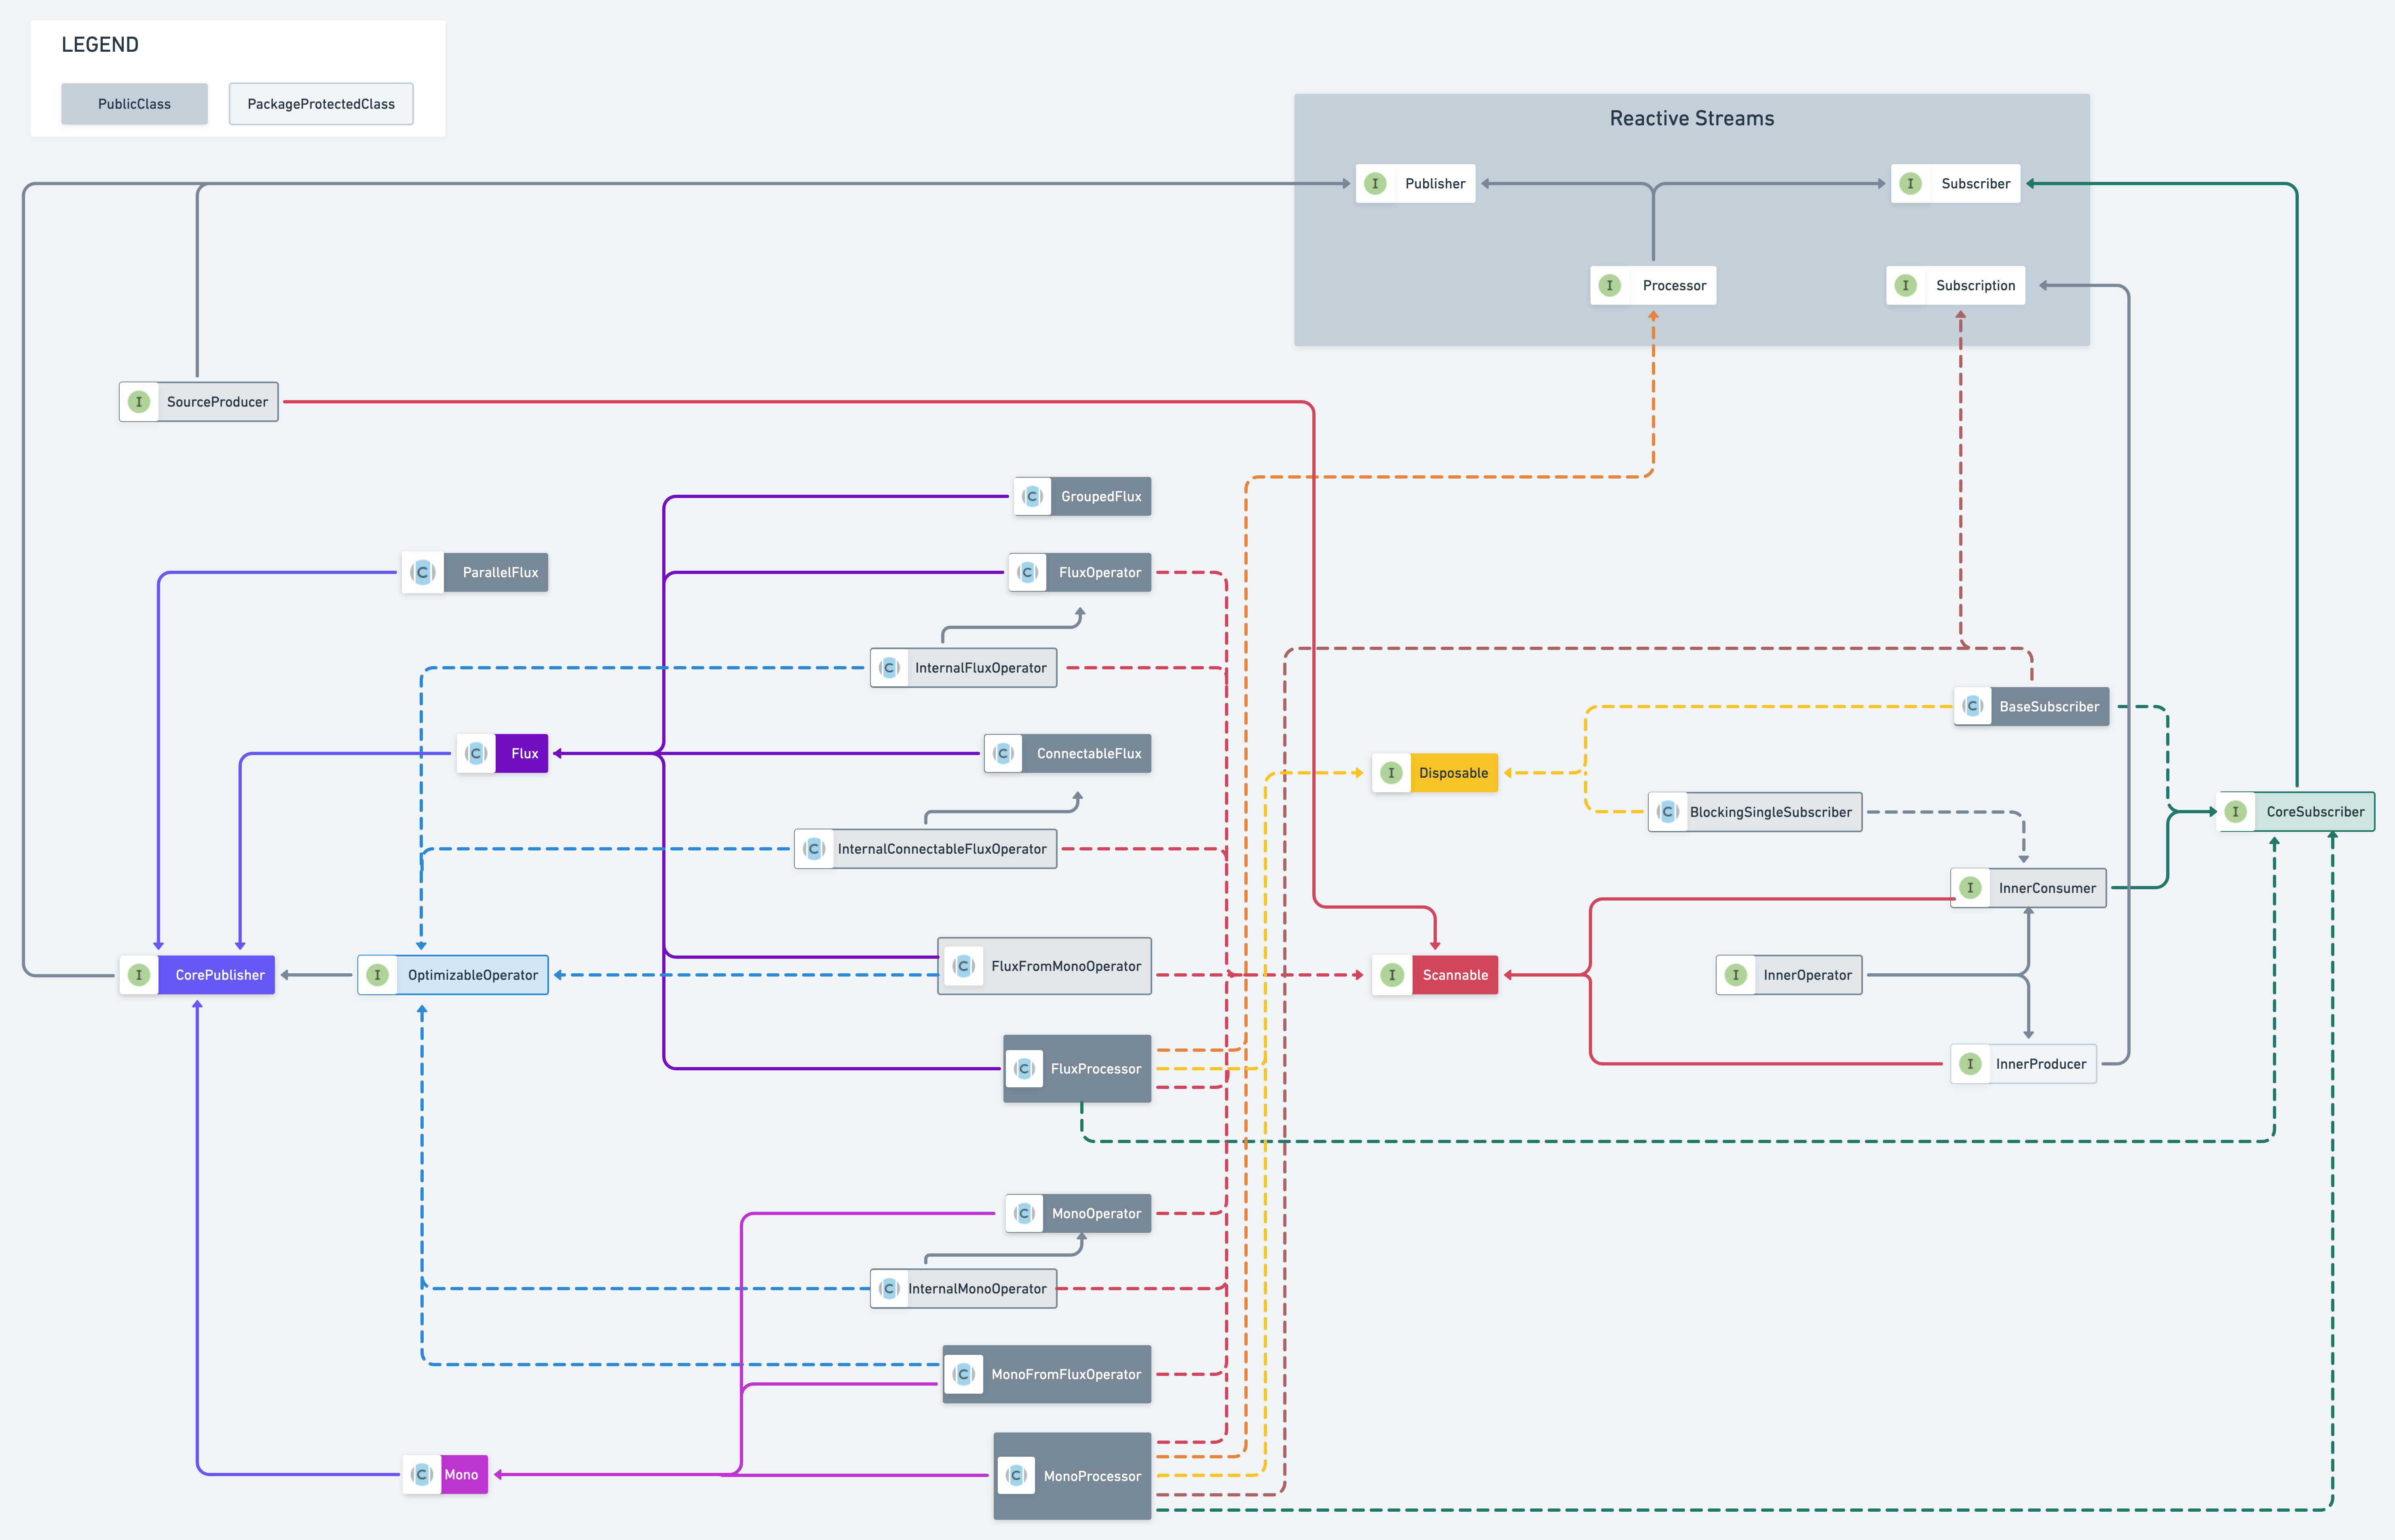 LEGEND
PublicClass
PackageProtectedClass
Reactive Streams
I Publisher
I Subscriber
I Processor
I Subscription
I SourceProducer
C GroupedFlux
C ParallelFlux
C FluxOperator
C InternalFluxOperator
C BaseSubscriber
C Flux
C ConnectableFlux
I Disposable
C BlockingSingleSubscriber
I CoreSubscriber
C InternalConnectableFluxOperator
I InnerConsumer
I CorePublisher
I OptimizableOperator
C FluxFromMonoOperator
I Scannable
I InnerOperator
C FluxProcessor
I InnerProducer
C MonoOperator
C InternalMonoOperator
C MonoFromFluxOperator
C Mono
C MonoProcessor